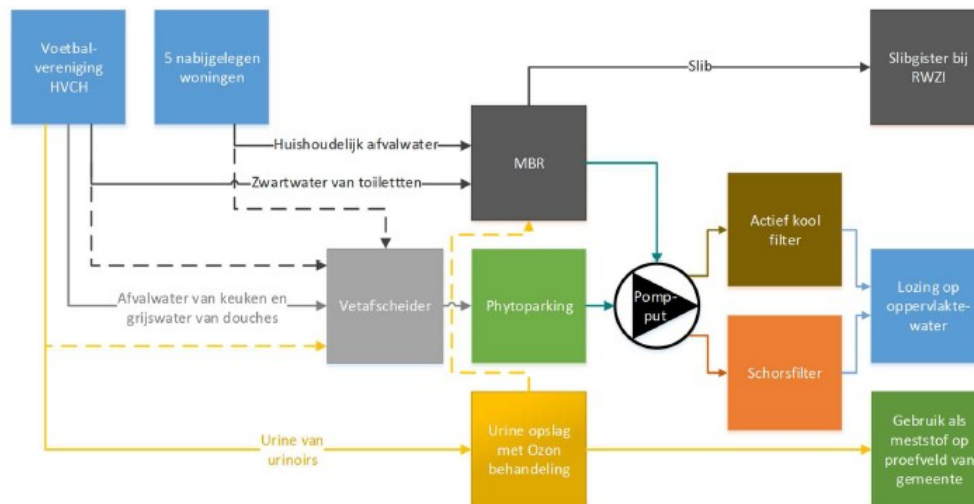 Voetbal-
vereniging
HVCH
5 nabijgelegen
woningen
Slib
Slibgister bij
RWZI
Huishoudelijk afvalwater
MBR
Zwartwater van toilettten
Actief kool
filter
Afvalwater van keuken en
grijswater van douches
Vetafscheider
Phytoparking
Pomp-
put
Lozing op
oppervlakte-
water
Schorsfilter
Urine van
urinoirs
Urine opslag
met Ozon
behandeling
Gebruik als
meststof op
proefveld van
gemeente